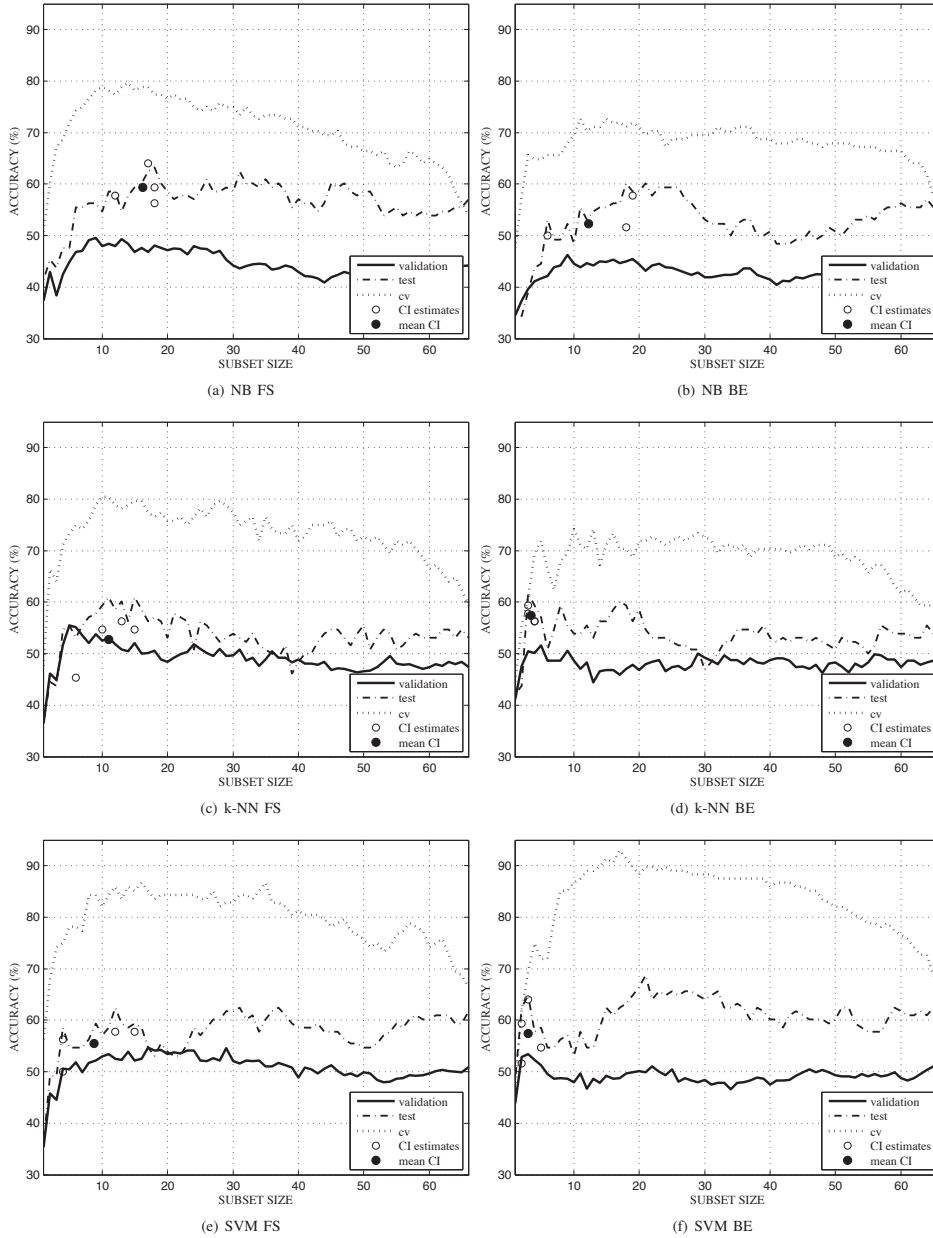 90
80
70
60
50
40
30
ACCURACY (%)
10 20 30 40 50 60
SUBSET SIZE
validation
test
cv
CI estimates
mean CI
(a) NB FS
90
80
70
60
50
40
30
ACCURACY (%)
10 20 30 40 50 60
SUBSET SIZE
validation
test
cv
CI estimates
mean CI
(b) NB BE
90
80
70
60
50
40
30
ACCURACY (%)
10 20 30 40 50 60
SUBSET SIZE
validation
test
cv
CI estimates
mean CI
(c) k-NN FS
90
80
70
60
50
40
30
ACCURACY (%)
10 20 30 40 50 60
SUBSET SIZE
validation
test
cv
CI estimates
mean CI
(d) k-NN BE
90
80
70
60
50
40
30
ACCURACY (%)
10 20 30 40 50 60
SUBSET SIZE
validation
test
cv
CI estimates
mean CI
(e) SVM FS
90
80
70
60
50
40
30
ACCURACY (%)
10 20 30 40 50 60
SUBSET SIZE
validation
test
cv
CI estimates
mean CI
(f) SVM BE